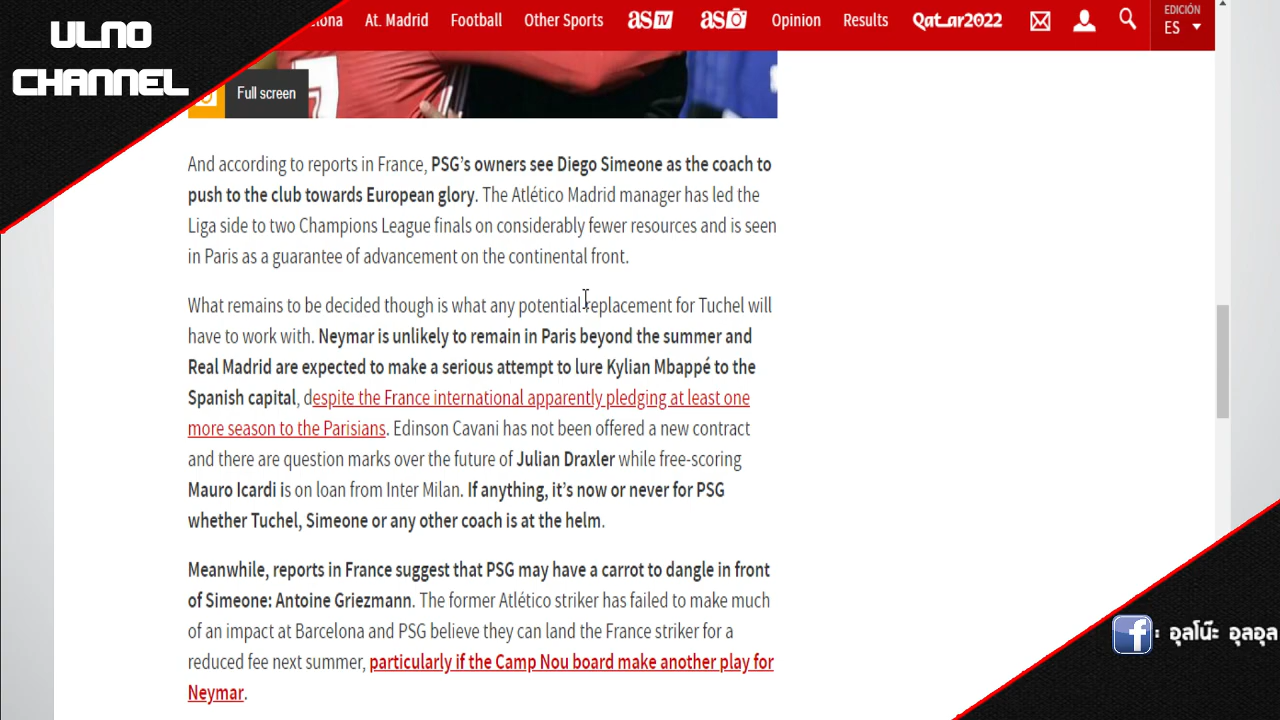 ULNO
CHANNEL
elona At. Madrid Football Other Sports as TV as Opinion Results Qatar2022 EDICIÓN
ES
Full screen
And according to reports in France, PSG's owners see Diego Simeone as the coach to
push to the club towards European glory. The Atlético Madrid manager has led the
Liga side to two Champions League finals on considerably fewer resources and is seen
in Paris as a guarantee of advancement on the continental front.
What remains to be decided though is what any potential replacement for Tuchel will
have to work with. Neymar is unlikely to remain in Paris beyond the summer and
Real Madrid are expected to make a serious attempt to lure Kylian Mbappé to the
Spanish capital, despite the France international apparently pledging at least one
more season to the Parisians. Edinson Cavani has not been offered a new contract
and there are question marks over the future of Julian Draxler while free-scoring
Mauro Icardi is on loan from Inter Milan. If anything, it's now or never for PSG
whether Tuchel, Simeone or any other coach is at the helm.
Meanwhile, reports in France suggest that PSG may have a carrot to dangle in front
of Simeone: Antoine Griezmann. The former Atlético striker has failed to make much
of an impact at Barcelona and PSG believe they can land the France striker for a
reduced fee next summer, particularly if the Camp Nou board make another play for
Neymar.
f : อุลโน๊ะ อุลอุล